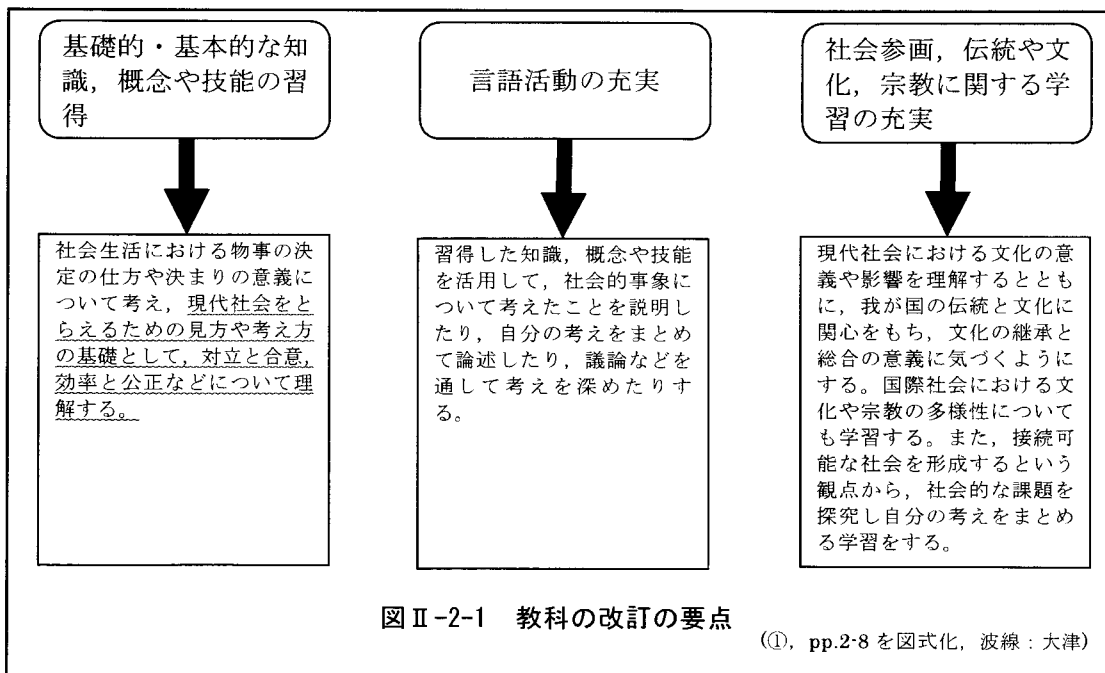 基礎的・基本的な知
識，概念や技能の習
得
言語活動の充実
社会参画，伝統や文
化，宗教に関する学
習の充実
社会生活における物事の決
定の仕方や決まりの意義に
ついて考え，現代社会をと
らえるための見方や考え方
の基礎として，対立と合意，
効率と公正などについて理
解する。
習得した知識，概念や技能
を活用して，社会的事象に
ついて考えたことを説明し
たり，自分の考えをまとめ
て論述したり，議論などを
通して考えを深めたりす
る。
現代社会における文化の意
義や影響を理解するととも
に，我が国の伝統と文化に
関心をもち，文化の継承と
総合の意義に気づくように
する。国際社会における文
化や宗教の多様性について
も学習する。また，接続可
能な社会を形成するという
観点から，社会的な課題を
探究し自分の考えをまとめ
る学習をする。
図Ⅱ-2-1　教科の改訂の要点
(①，pp.2-8 を図式化，波線：大津)